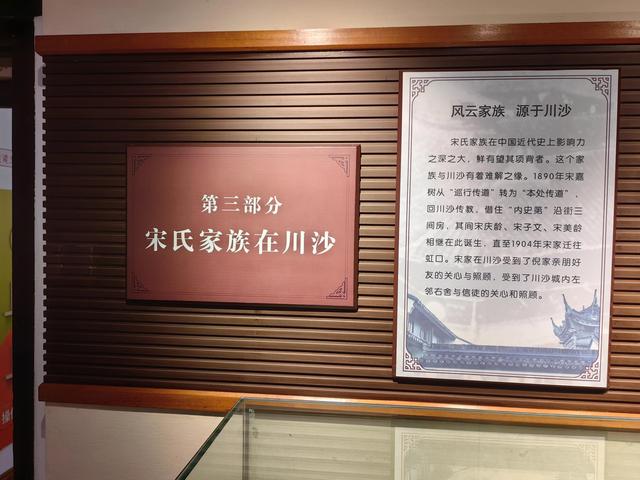 第三部分
宋氏家族在川沙
风云家族 源于川沙
宋氏家族在中国近代史上影响力
之深之大，鲜有望其项背者。这个家
族与川沙有着难解之缘。1890年宋嘉
树从“巡行传道”转为“本处传道”，
回川沙传教，借住“内史第”沿街三
间房，其间宋庆龄、宋子文、宋美龄
相继在此诞生，直至1904年宋家迁往
虹口。宋家在川沙受到了倪家亲朋好
友的关心与照顾，受到了川沙城内左
邻右舍与信徒的关心和照顾。